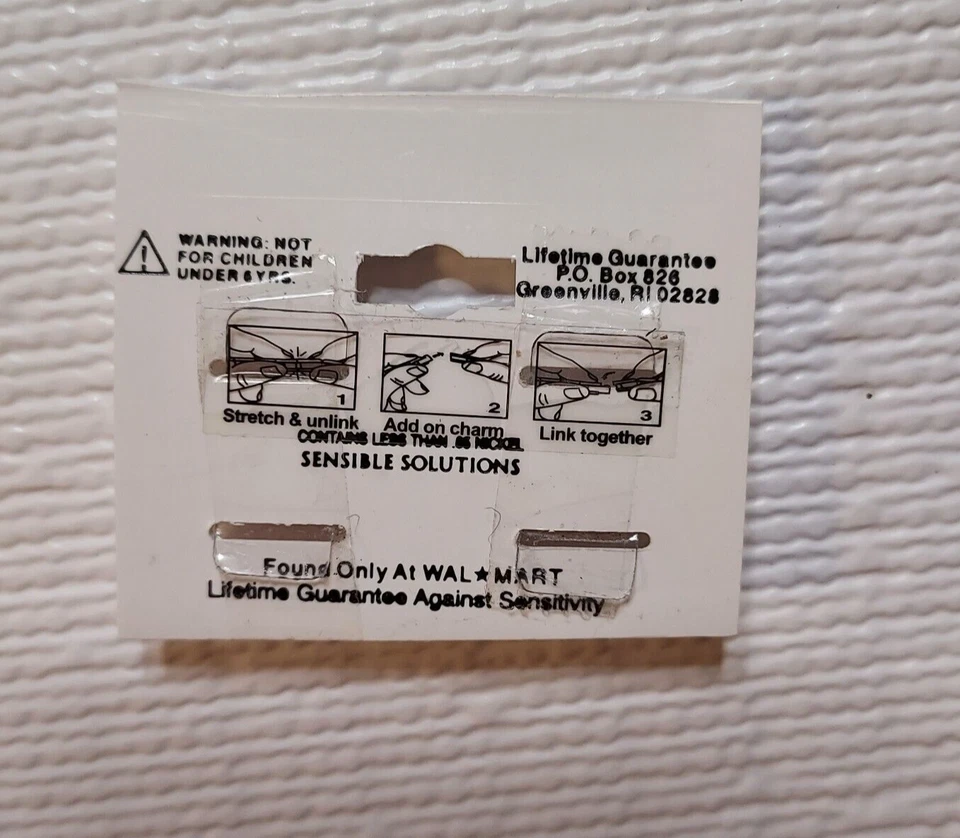 WARNING: NOT
FOR CHILDREN
UNDER 6 YRS.
Lifetime Guarantee
P.O. Box 826
Greenville, RI 02828
1
Stretch & unlink
2
Add on charm
3
Link together
CONTAINS LESS THAN .05 NICKEL
SENSIBLE SOLUTIONS
Found Only At WAL★MART
Lifetime Guarantee Against Sensitivity